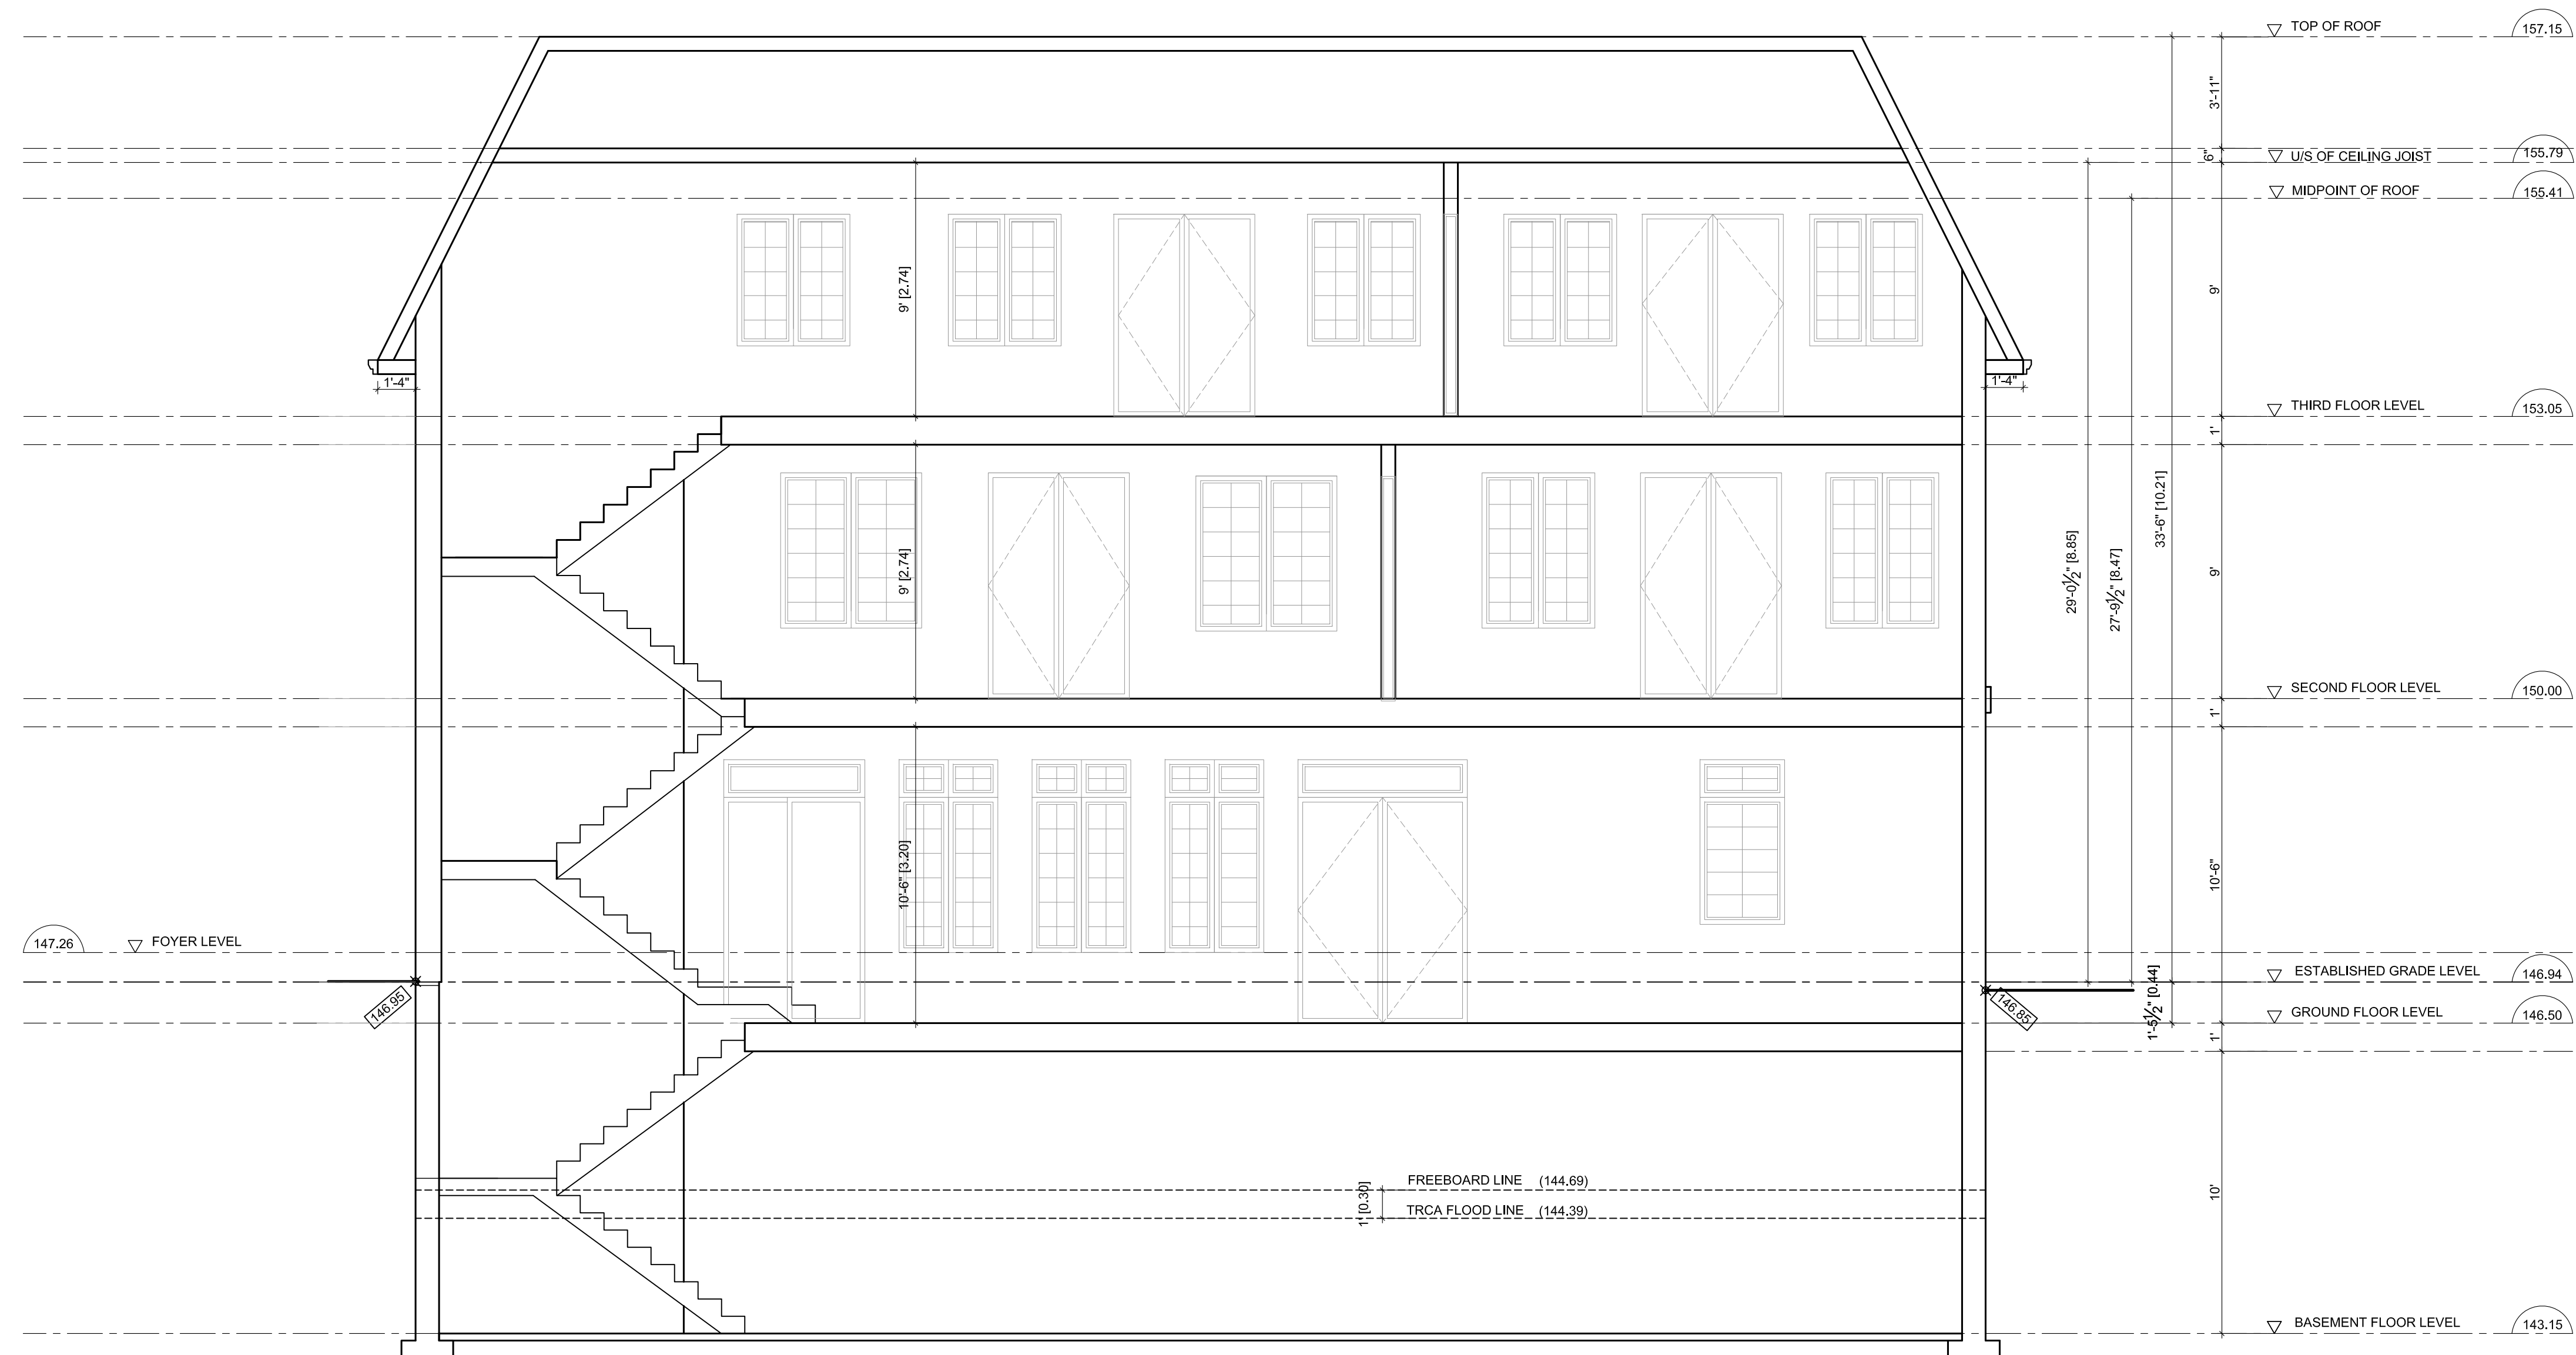 TOP OF ROOF 157.15
3'-11"
6"
U/S OF CEILING JOIST 155.79
MIDPOINT OF ROOF 155.41
9' [2.74]
9'
1'-4"
1'-4"
THIRD FLOOR LEVEL 153.05
1'
9' [2.74]
29'-0½" [8.85]
27'-9½" [8.47]
33'-6" [10.21]
9'
SECOND FLOOR LEVEL 150.00
1'
10'-6" [3.20]
10'-6"
147.26 FOYER LEVEL
ESTABLISHED GRADE LEVEL 146.94
146.95
146.85
1'-5½" [0.44]
GROUND FLOOR LEVEL 146.50
1'
FREEBOARD LINE (144.69)
1' [0.30]
TRCA FLOOD LINE (144.39)
10'
BASEMENT FLOOR LEVEL 143.15